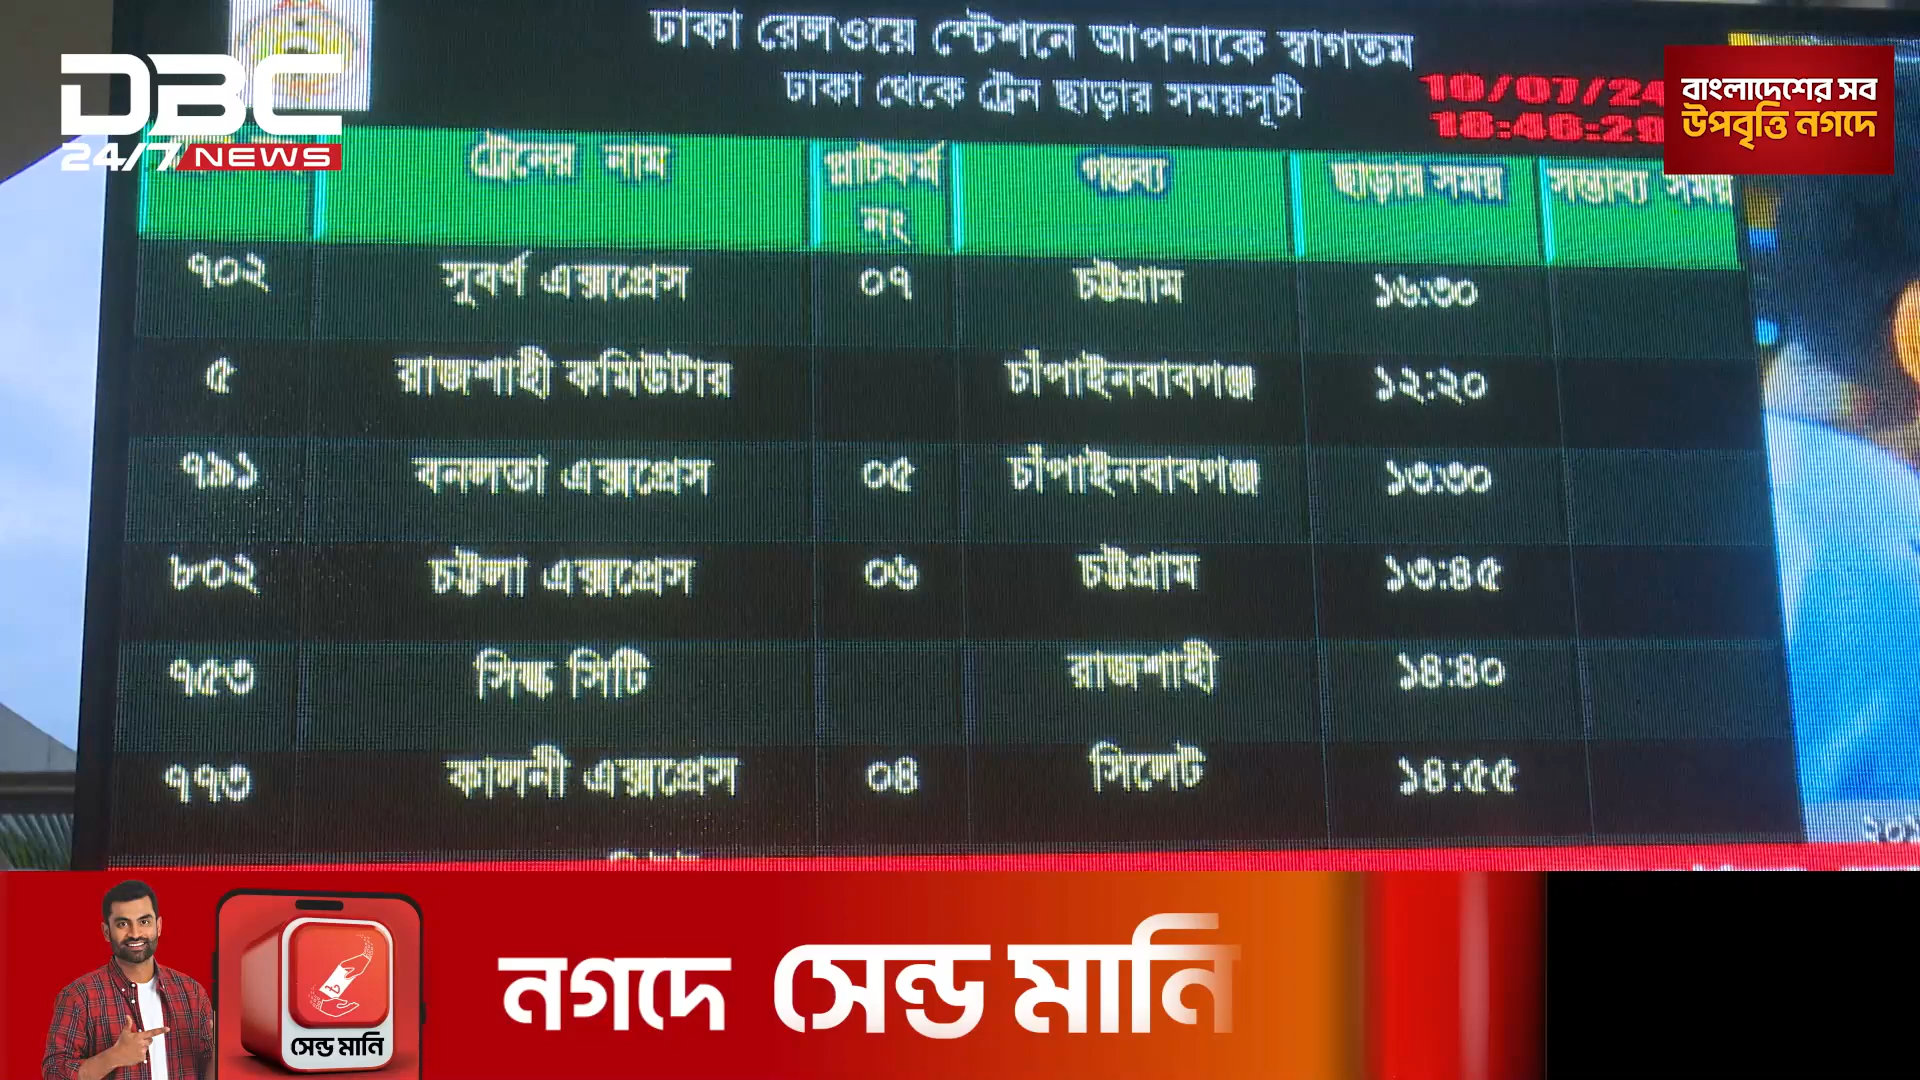 ঢাকা রেলওয়ে স্টেশনে আপনাকে স্বাগতম
ঢাকা থেকে ট্রেন ছাড়ার সময়সূচী
10/07/24
DBC
24/7 NEWS
বাংলাদেশের সব
উপবৃত্তি নগদে
ট্রেনের নাম প্লাটফর্ম নং গন্তব্য ছাড়ার সময় সম্ভাব্য সময়
৭০২ সুবর্ণ এক্সপ্রেস ০৭ চট্টগ্রাম ১৬:৩০
৫ রাজশাহী কমিউটার চাঁপাইনবাবগঞ্জ ১২:২০
৭৯১ বনলতা এক্সপ্রেস ০৫ চাঁপাইনবাবগঞ্জ ১৩:৩০
৮০২ চট্টলা এক্সপ্রেস ০৬ চট্টগ্রাম ১৩:৪৫
৭৫৩ সিল্ক সিটি রাজশাহী ১৪:৪০
৭৭৩ কালনী এক্সপ্রেস ০৪ সিলেট ১৪:৫৫
সেন্ড মানি
নগদে সেন্ড মানি